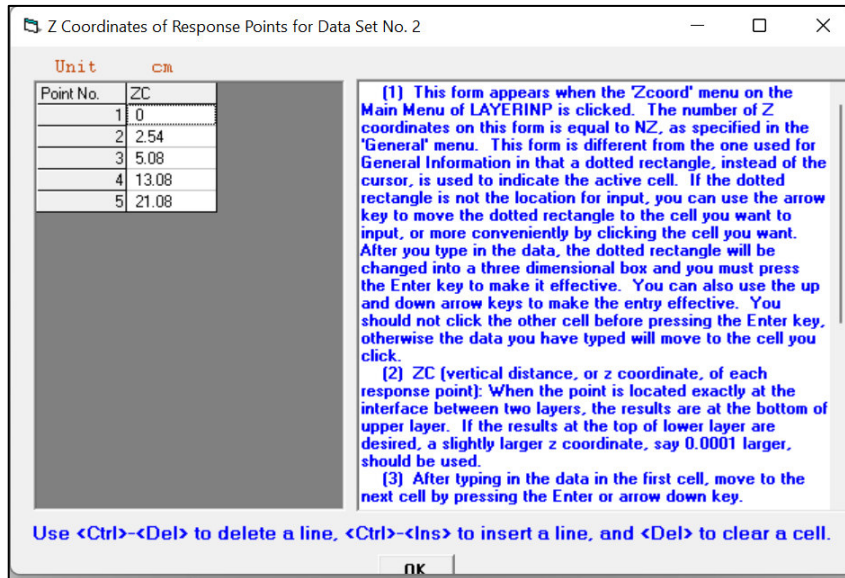 Z Coordinates of Response Points for Data Set No. 2
Unit cm
Point No. ZC
1 0
2 2.54
3 5.08
4 13.08
5 21.08
(1) This form appears when the 'Zcoord' menu on the
Main Menu of LAYERINP is clicked. The number of Z
coordinates on this form is equal to NZ, as specified in the
'General' menu. This form is different from the one used for
General Information in that a dotted rectangle, instead of the
cursor, is used to indicate the active cell. If the dotted
rectangle is not the location for input, you can use the arrow
key to move the dotted rectangle to the cell you want to
input, or more conveniently by clicking the cell you want.
After you type in the data, the dotted rectangle will be
changed into a three dimensional box and you must press
the Enter key to make it effective. You can also use the up
and down arrow keys to make the entry effective. You
should not click the other cell before pressing the Enter key,
otherwise the data you have typed will move to the cell you
click.
(2) ZC (vertical distance, or z coordinate, of each
response point): When the point is located exactly at the
interface between two layers, the results are at the bottom of
upper layer. If the results at the top of lower layer are
desired, a slightly larger z coordinate, say 0.0001 larger,
should be used.
(3) After typing in the data in the first cell, move to the
next cell by pressing the Enter or arrow down key.
Use <Ctrl>-<Del> to delete a line, <Ctrl>-<Ins> to insert a line, and <Del> to clear a cell.
OK